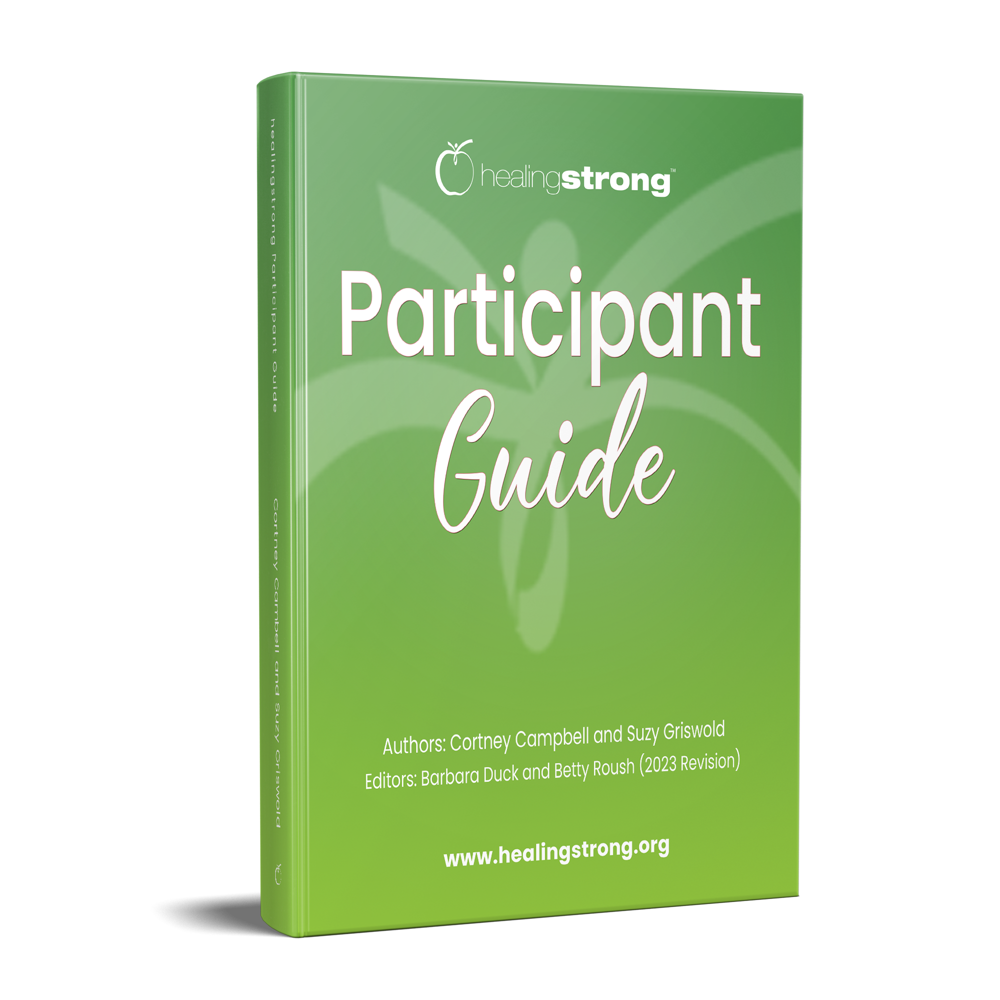 healingstrong™
Participant
Guide
Authors: Cortney Campbell and Suzy Griswold
Editors: Barbara Duck and Betty Roush (2023 Revision)
www.healingstrong.org
healingstrong Participant Guide
Cortney Campbell and Suzy Griswold